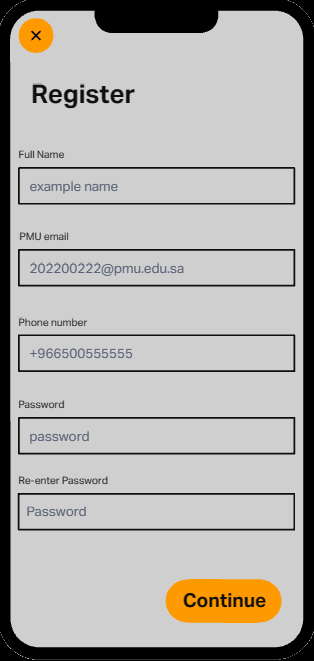 Register
Full Name
example name
PMU email
202200222@pmu.edu.sa
Phone number
+966500555555
Password
password
Re-enter Password
Password
Continue